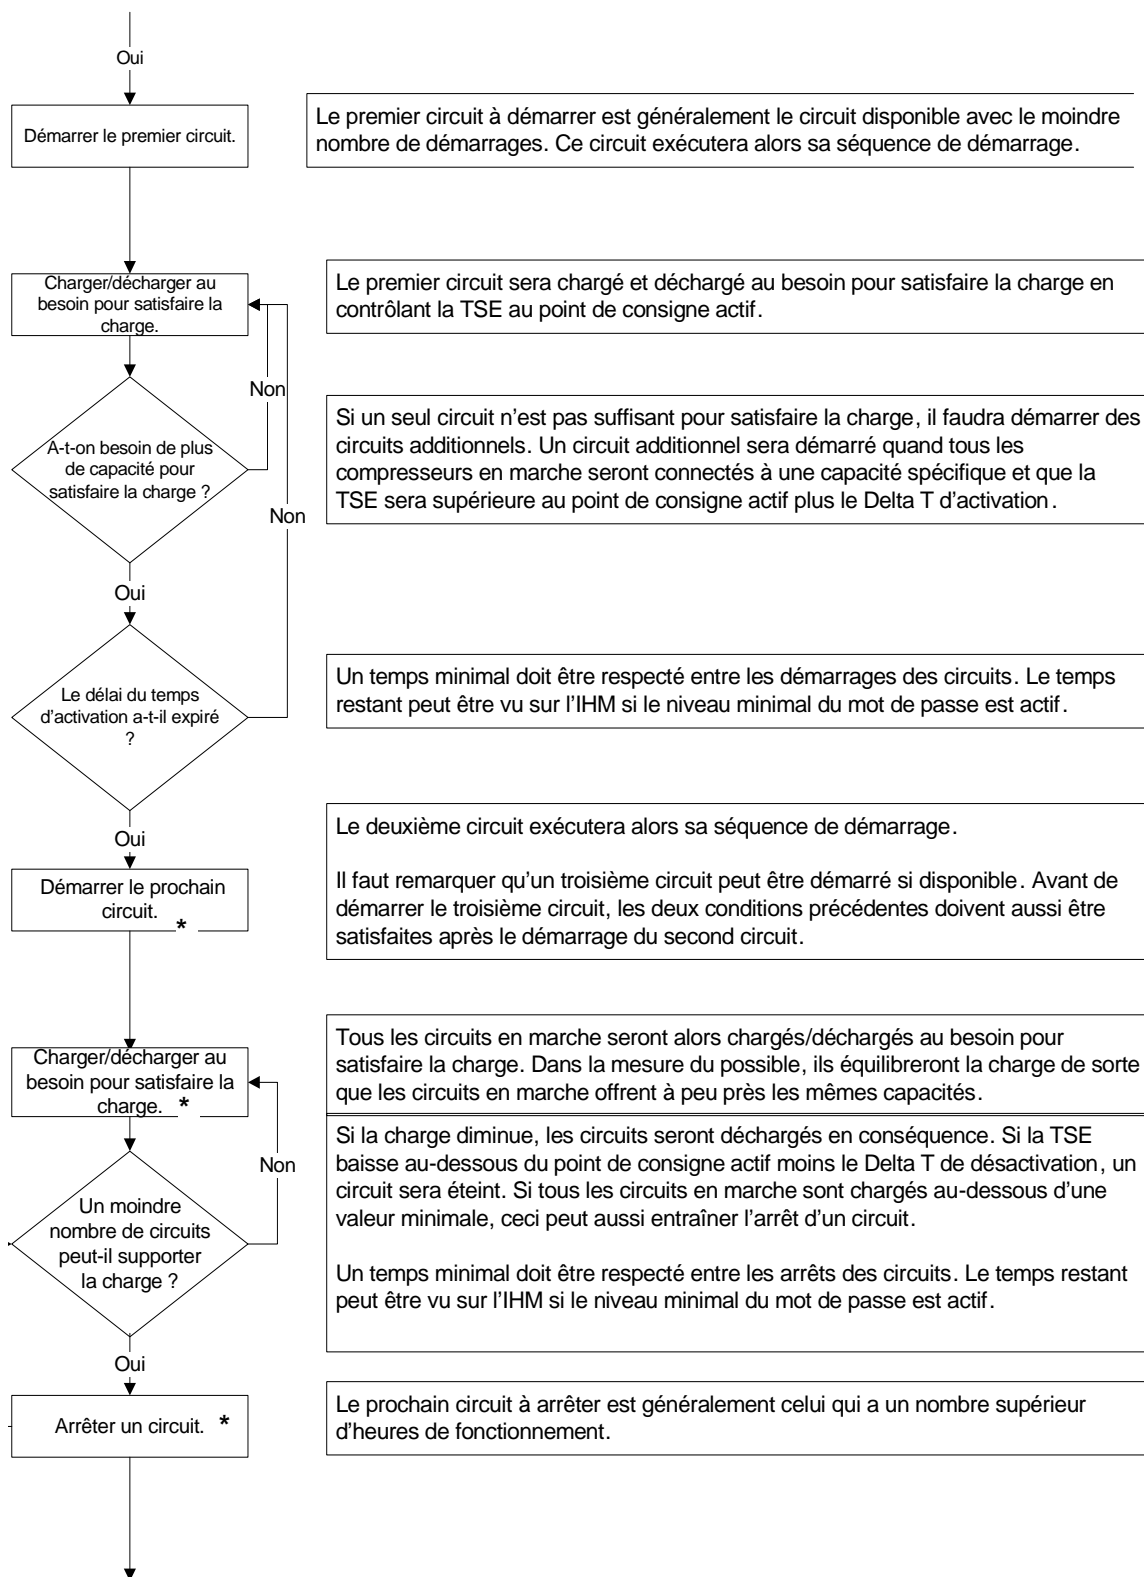 Oui
Démarrer le premier circuit.
Le premier circuit à démarrer est généralement le circuit disponible avec le moindre
nombre de démarrages. Ce circuit exécutera alors sa séquence de démarrage.
Charger/décharger au
besoin pour satisfaire la
charge.
Le premier circuit sera chargé et déchargé au besoin pour satisfaire la charge en
contrôlant la TSE au point de consigne actif.
Non
A-t-on besoin de plus
de capacité pour
satisfaire la charge ?
Si un seul circuit n’est pas suffisant pour satisfaire la charge, il faudra démarrer des
circuits additionnels. Un circuit additionnel sera démarré quand tous les
compresseurs en marche seront connectés à une capacité spécifique et que la
TSE sera supérieure au point de consigne actif plus le Delta T d’activation.
Non
Oui
Le délai du temps
d’activation a-t-il expiré
?
Un temps minimal doit être respecté entre les démarrages des circuits. Le temps
restant peut être vu sur l’IHM si le niveau minimal du mot de passe est actif.
Oui
Démarrer le prochain
circuit.
*
Le deuxième circuit exécutera alors sa séquence de démarrage.
Il faut remarquer qu’un troisième circuit peut être démarré si disponible. Avant de
démarrer le troisième circuit, les deux conditions précédentes doivent aussi être
satisfaites après le démarrage du second circuit.
Charger/décharger au
besoin pour satisfaire la
charge. *
Tous les circuits en marche seront alors chargés/déchargés au besoin pour
satisfaire la charge. Dans la mesure du possible, ils équilibreront la charge de sorte
que les circuits en marche offrent à peu près les mêmes capacités.
Non
Un moindre
nombre de circuits
peut-il supporter
la charge ?
Si la charge diminue, les circuits seront déchargés en conséquence. Si la TSE
baisse au-dessous du point de consigne actif moins le Delta T de désactivation, un
circuit sera éteint. Si tous les circuits en marche sont chargés au-dessous d’une
valeur minimale, ceci peut aussi entraîner l’arrêt d’un circuit.
Un temps minimal doit être respecté entre les arrêts des circuits. Le temps restant
peut être vu sur l’IHM si le niveau minimal du mot de passe est actif.
Oui
Arrêter un circuit. *
Le prochain circuit à arrêter est généralement celui qui a un nombre supérieur
d’heures de fonctionnement.